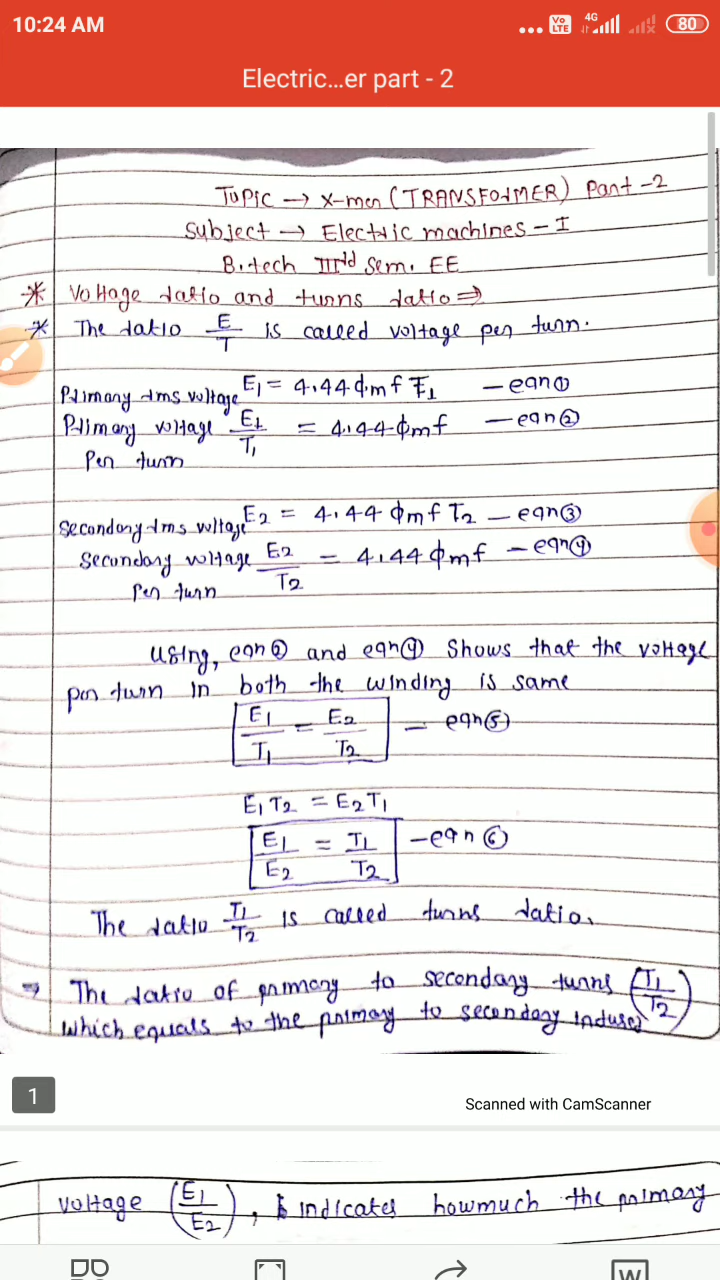 10:24 AM
Vo LTE 4G 80
Electric...er part - 2
Topic → X-mer (TRANSFORMER) Part -2
Subject → Electric machines - I
B.tech IIIrd Sem. EE
* Voltage ratio and turns ratio ⇒
* The ratio E/T is called voltage per turn.
Primary rms voltage E1 = 4.44 ϕm f T1 - eqn ①
Primary voltage E1/T1 = 4.44 ϕm f - eqn ②
Per turn
Secondary rms voltage E2 = 4.44 ϕm f T2 - eqn ③
Secondary voltage E2/T2 = 4.44 ϕm f - eqn ④
Per turn
using, eqn ② and eqn ④ Shows that the voltage
per turn in both the winding is same
E1/T1 = E2/T2 - eqn ⑤
E1 T2 = E2 T1
E1/E2 = T1/T2 - eqn ⑥
The ratio T1/T2 is called turns ratio.
→ The ratio of primary to secondary turns (T1/T2)
which equals to the primary to secondary induses
1
Scanned with CamScanner
voltage (E1/E2), indicates howmuch the primary
W